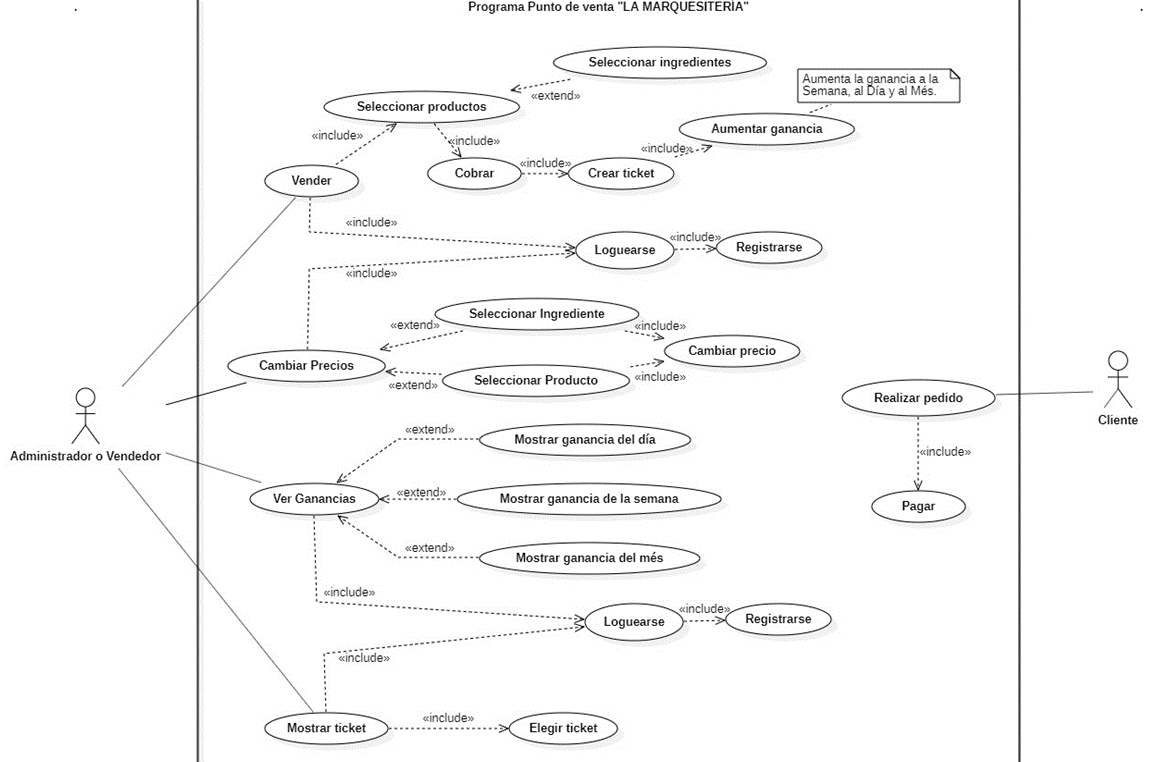 Programa Punto de venta "LA MARQUESITERÍA"
Seleccionar ingredientes
«extend»
Aumenta la ganancia a la
Semana, al Día y al Més.
Seleccionar productos
Aumentar ganancia
«include»
«include»
«include»
«include»
Vender
Cobrar
Crear ticket
«include»
Loguearse
«include»
Registrarse
«include»
Seleccionar Ingrediente
«extend»
«include»
Cambiar Precios
Cambiar precio
Seleccionar Producto
«extend»
«include»
Realizar pedido
Cliente
Administrador o Vendedor
«extend»
Mostrar ganancia del día
«include»
Ver Ganancias
«extend»
Mostrar ganancia de la semana
Pagar
«extend»
Mostrar ganancia del més
«include»
Loguearse
«include»
Registrarse
«include»
Mostrar ticket
«include»
Elegir ticket